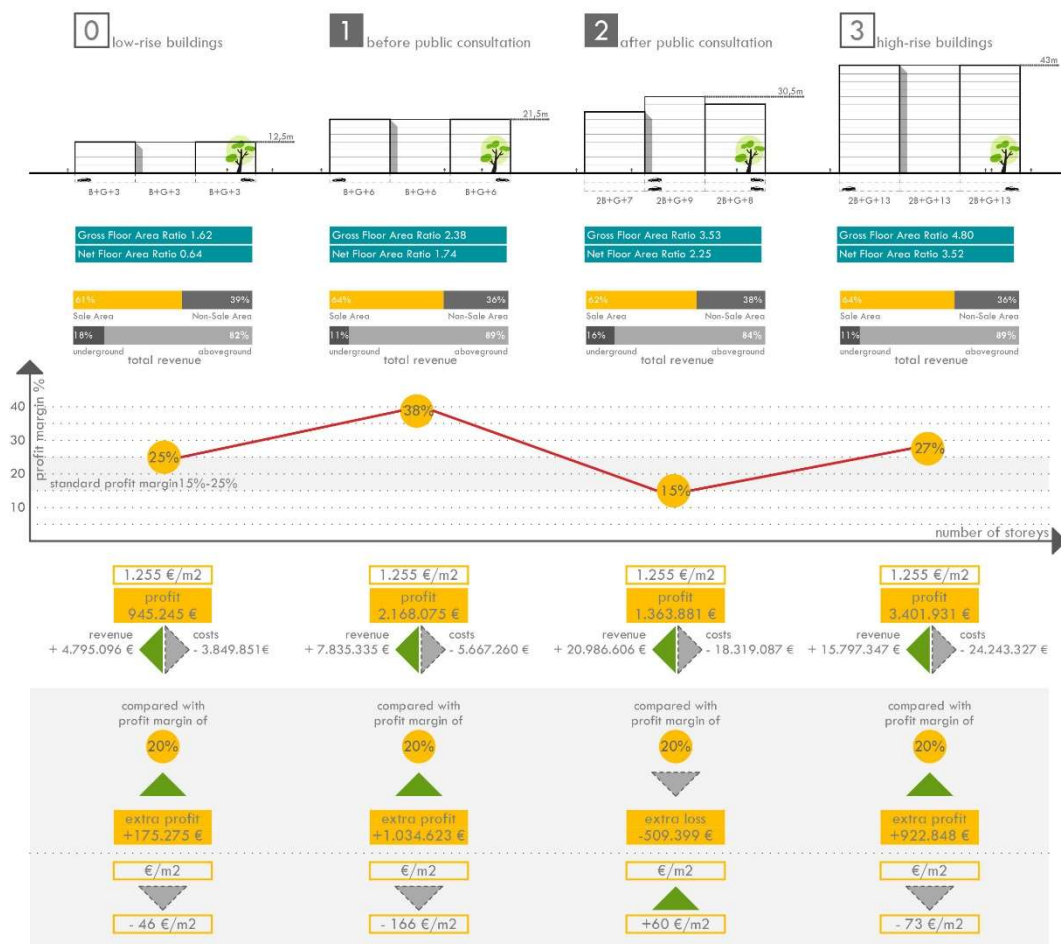 0 low-rise buildings
1 before public consultation
2 after public consultation
3 high-rise buildings
12,5m
21,5m
30,5m
43m
B+G+3 B+G+3 B+G+3
B+G+6 B+G+6 B+G+6
2B+G+7 2B+G+9 2B+G+8
2B+G+13 2B+G+13 2B+G+13
Gross Floor Area Ratio 1.62
Net Floor Area Ratio 0.64
Gross Floor Area Ratio 2.38
Net Floor Area Ratio 1.74
Gross Floor Area Ratio 3.53
Net Floor Area Ratio 2.25
Gross Floor Area Ratio 4.80
Net Floor Area Ratio 3.52
61% 39%
Sale Area Non-Sale Area
18% 82%
underground aboveground
total revenue
64% 36%
Sale Area Non-Sale Area
11% 89%
underground aboveground
total revenue
62% 38%
Sale Area Non-Sale Area
16% 84%
underground aboveground
total revenue
64% 36%
Sale Area Non-Sale Area
11% 89%
underground aboveground
total revenue
profit margin %
40
30
20
10
25%
38%
15%
27%
standard profit margin15%-25%
number of storeys
1.255 €/m2
profit
945.245 €
revenue costs
+ 4.795.096 € - 3.849.851€
1.255 €/m2
profit
2.168.075 €
revenue costs
+ 7.835.335 € - 5.667.260 €
1.255 €/m2
profit
1.363.881 €
revenue costs
+ 20.986.606 € - 18.319.087 €
1.255 €/m2
profit
3.401.931 €
revenue costs
+ 15.797.347 € - 24.243.327 €
compared with
profit margin of
20%
extra profit
+175.275 €
€/m2
- 46 €/m2
compared with
profit margin of
20%
extra profit
+1.034.623 €
€/m2
- 166 €/m2
compared with
profit margin of
20%
extra loss
-509.399 €
€/m2
+60 €/m2
compared with
profit margin of
20%
extra profit
+922.848 €
€/m2
- 73 €/m2